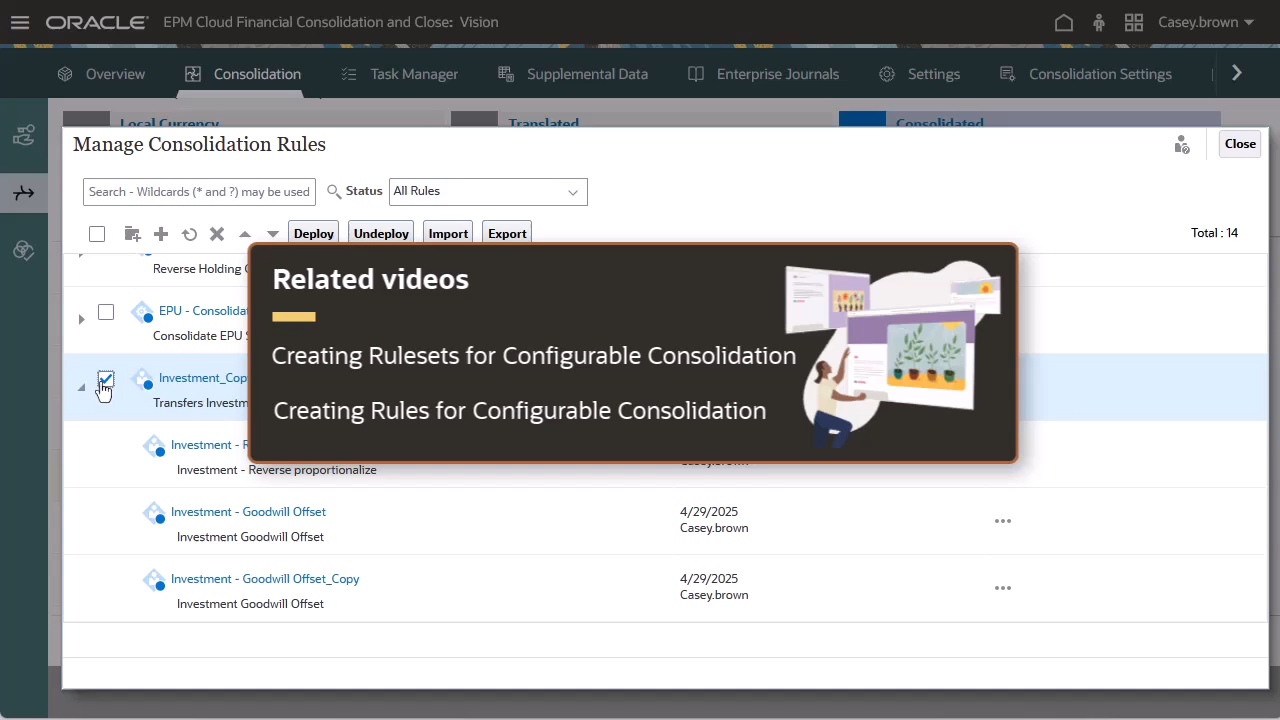 ORACLE EPM Cloud Financial Consolidation and Close: Vision Casey.brown
Overview Consolidation Task Manager Supplemental Data Enterprise Journals Settings Consolidation Settings
Local Currency Translated Consolidated
Manage Consolidation Rules Close
Search - Wildcards (* and ?) may be used Status All Rules
Deploy Undeploy Import Export Total : 14
Reverse Holding
EPU - Consolidat
Consolidate EPU
Investment_Cop
Transfers Investm
Related videos
Creating Rulesets for Configurable Consolidation
Creating Rules for Configurable Consolidation
Investment -
Casey.brown
Investment - Reverse proportionalize
Investment - Goodwill Offset 4/29/2025
Casey.brown
Investment Goodwill Offset
Investment - Goodwill Offset_Copy 4/29/2025
Casey.brown
Investment Goodwill Offset